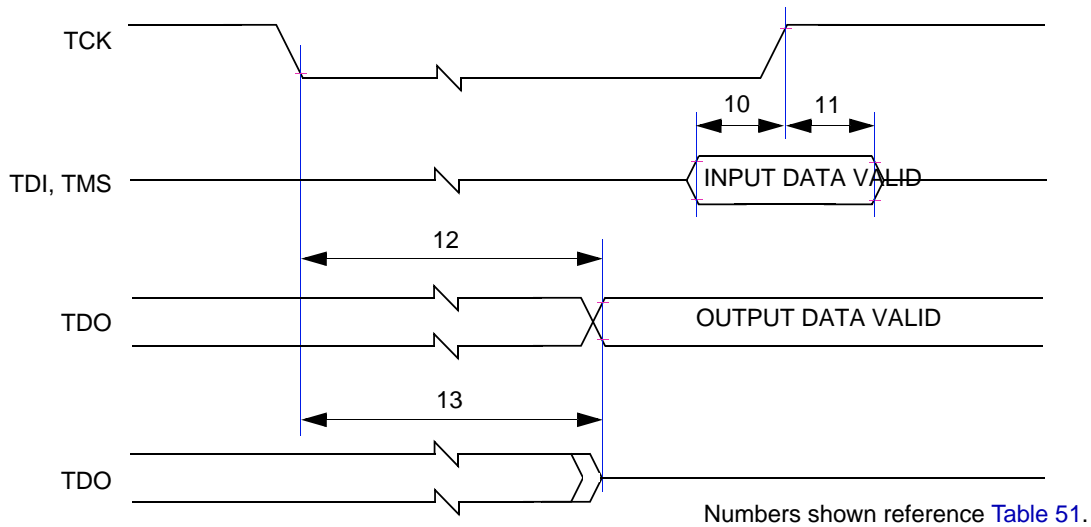 TCK
10
11
TDI, TMS
INPUT DATA VALID
12
TDO
OUTPUT DATA VALID
13
TDO
Numbers shown reference Table 51.